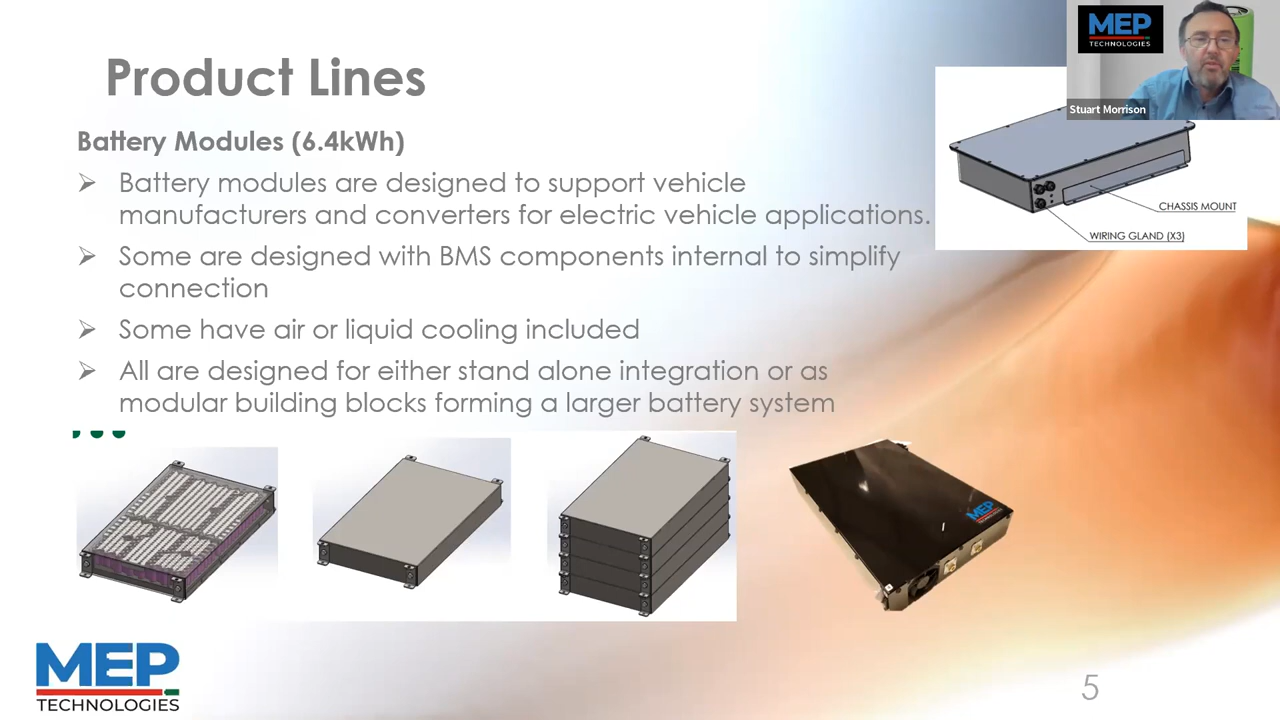 Product Lines
Battery Modules (6.4kWh)
Battery modules are designed to support vehicle
manufacturers and converters for electric vehicle applications.
Some are designed with BMS components internal to simplify
connection
Some have air or liquid cooling included
All are designed for either stand alone integration or as
modular building blocks forming a larger battery system
MEP
TECHNOLOGIES
Stuart Morrison
CHASSIS MOUNT
WIRING GLAND (X3)
MEP
MEP
TECHNOLOGIES
5